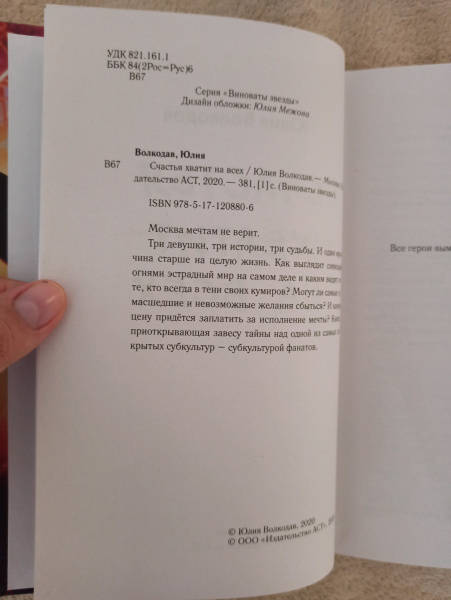 УДК 821.161.1
ББК 84(2Рос=Рус)6
В67
Серия «Виноваты звезды»
Дизайн обложки: Юлия Межова
Волкодав, Юлия
В67 Счастья хватит на всех / Юлия Волкодав.— Москва
дательство АСТ, 2020. — 381, [1] с. (Виноваты звезды).
ISBN 978-5-17-120880-6
Москва мечтам не верит.
Три девушки, три истории, три судьбы. И один
чина старше на целую жизнь. Как выглядит
огнями эстрадный мир на самом деле и каким видят
те, кто всегда в тени своих кумиров? Могут ли самые
масшедшие и невозможные желания сбыться? И
цену придётся заплатить за исполнение мечты?
приоткрывающая завесу тайны над одной из самых
крытых субкультур — субкультурой фанатов.
© Юлия Волкодав, 2020
© ООО «Издательство АСТ»,
Все герои